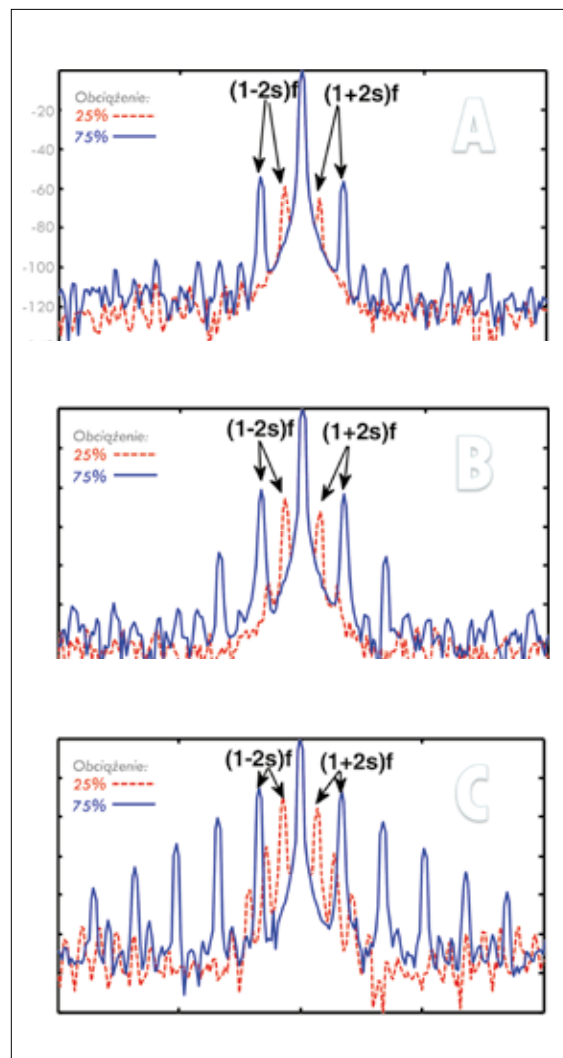 A
Obciążenie:
25%
75%
(1-2s)f
(1+2s)f
-20
-40
-60
-80
-100
-120
B
Obciążenie:
25%
75%
(1-2s)f
(1+2s)f
C
Obciążenie:
25%
75%
(1-2s)f
(1+2s)f